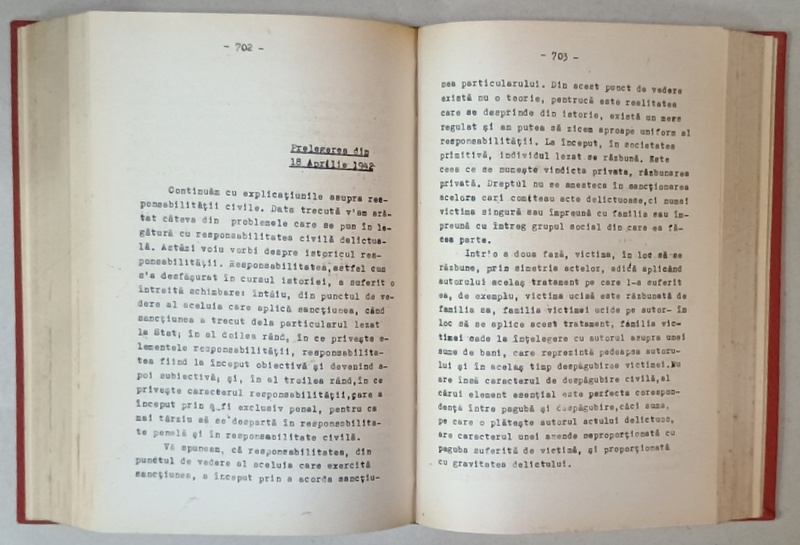 - 702 -
Prelegerea din
18 Aprilie 1942
Continuăm cu explicațiunile asupra res-
ponsabilității civile. Data trecută v'am ară-
tat câteva din problemele care se pun în le-
gătură cu responsabilitatea civilă delictua-
lă. Astăzi voiu vorbi despre istoricul res-
ponsabilității. Responsabilitatea, astfel cum
s'a desfășurat în cursul istoriei, a suferit o
întreită schimbare: întâiu, din punctul de ve-
dere al aceluia care aplică sancțiunea, când
sancțiunea a trecut dela particularul lezat
la Stat; în al doilea rând, în ce privește e-
lementele responsabilității, responsabilita-
tea fiind la început obiectivă și devenind a-
poi subiectivă; și, în al treilea rând, în ce
privește caracterul responsabilității, care a
început prin a fi exclusiv penal, pentru ca
mai târziu să se despartă în responsabilita-
te penală și în responsabilitate civilă.
Vă spuneam, că responsabilitatea, din
punctul de vedere al aceluia care exercită
sancțiunea, a început prin a acorda sancțiu-
- 703 -
nea particularului. Din acest punct de vedere
există nu o teorie, pentrucă este realitatea
care se desprinde din istorie, există un mers
regulat și am putea să zicem aproape uniform al
responsabilității. La început, în societatea
primitivă, individul lezat se răzbună. Este
ceea ce se numește vindicta privata, răzbunarea
privată. Dreptul nu se amesteca în sancționarea
acelora cari comiteau acte delictuoase, ci numai
victima singură sau împreună cu familia sau îm-
preună cu întreg grupul social din care ea fă-
cea parte.
Intr'o a doua fază, victima, în loc să se
răzbune, prin simetria actelor, adică aplicând
autorului acelaș tratament pe care l-a suferit
ea, de exemplu, victima ucisă este răzbunată de
familia sa, familia victimei ucide pe autor- în
loc să se aplice acest tratament, familia vic-
timei cade la înțelegere cu autorul asupra unei
sume de bani, care reprezintă pedeapsa autoru-
lui și în acelaș timp despăgubirea victimei. Nu
are însă caracterul de despăgubire civilă, al
cărui element esențial este perfecta corespon-
dență între pagubă și despăgubire, căci suma,
pe care o plătește autorul actului delictuos,
are caracterul unei amende neproporționată cu
paguba suferită de victimă, și proporționată
cu gravitatea delictului.